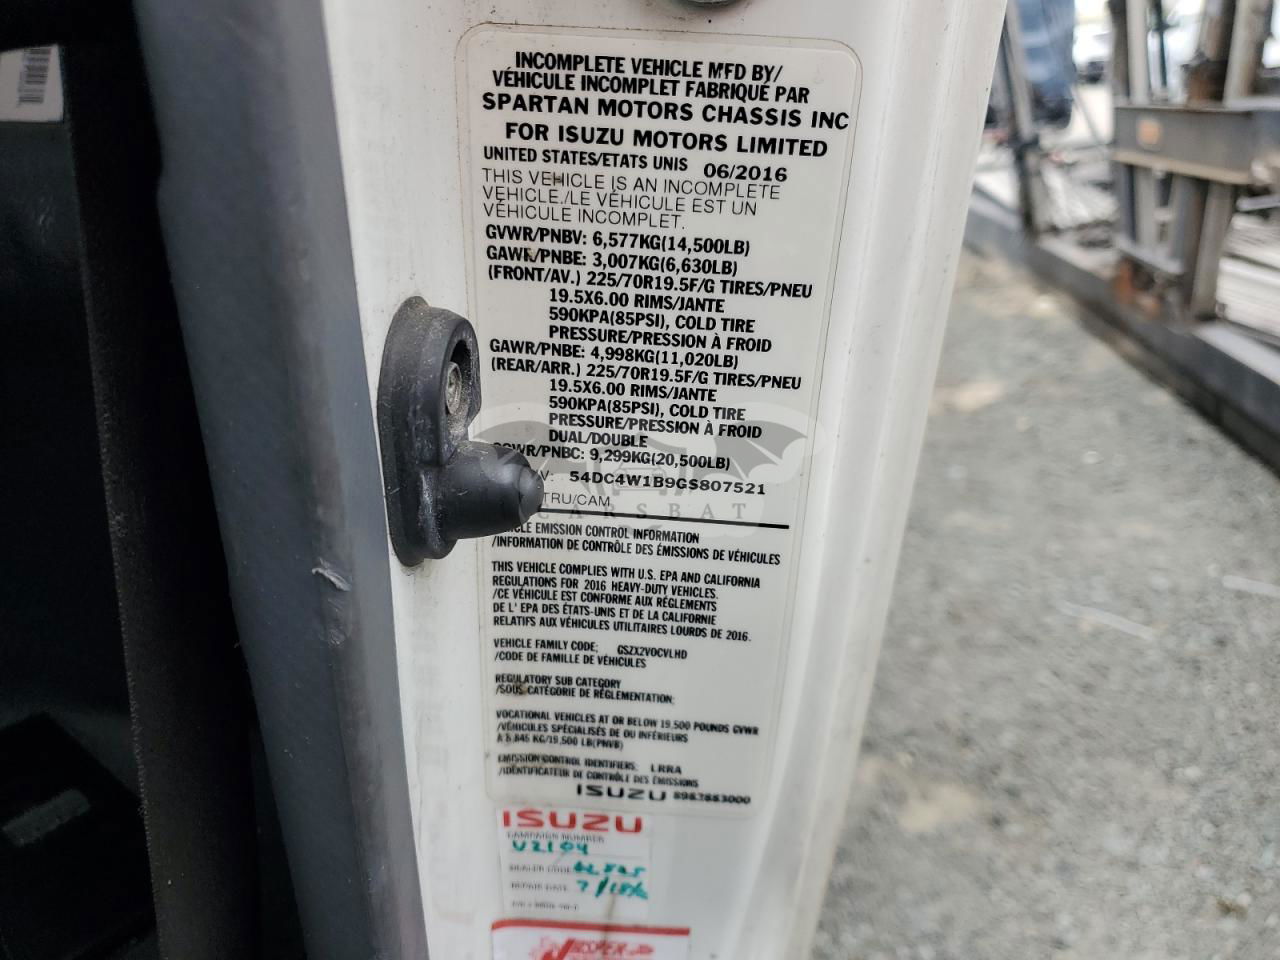 INCOMPLETE VEHICLE MFD BY/
VÉHICULE INCOMPLET FABRIQUÉ PAR
SPARTAN MOTORS CHASSIS INC
FOR ISUZU MOTORS LIMITED
UNITED STATES/ETATS UNIS 06/2016
THIS VEHICLE IS AN INCOMPLETE
VEHICLE./LE VÉHICULE EST UN
VÉHICULE INCOMPLET.
GVWR/PNBV: 6,577KG(14,500LB)
GAWR/PNBE: 3,007KG(6,630LB)
(FRONT/AV.) 225/70R19.5F/G TIRES/PNEU
19.5X6.00 RIMS/JANTE
590KPA(85PSI), COLD TIRE
PRESSURE/PRESSION À FROID
GAWR/PNBE: 4,998KG(11,020LB)
(REAR/ARR.) 225/70R19.5F/G TIRES/PNEU
19.5X6.00 RIMS/JANTE
590KPA(85PSI), COLD TIRE
PRESSURE/PRESSION À FROID
DUAL/DOUBLE
GCWR/PNBC: 9,299KG(20,500LB)
V: 54DC4W1B9GS807521
TRU/CAM
CARSBAT
VEHICLE EMISSION CONTROL INFORMATION
/INFORMATION DE CONTRÔLE DES ÉMISSIONS DE VÉHICULES
THIS VEHICLE COMPLIES WITH U.S. EPA AND CALIFORNIA
REGULATIONS FOR 2016 HEAVY-DUTY VEHICLES.
/CE VÉHICULE EST CONFORME AUX RÈGLEMENTS
DE L' EPA DES ÉTATS-UNIS ET DE LA CALIFORNIE
RELATIFS AUX VÉHICULES UTILITAIRES LOURDS DE 2016.
VEHICLE FAMILY CODE; GSZX2VOCVLHD
/CODE DE FAMILLE DE VÉHICULES
REGULATORY SUB CATEGORY
/SOUS CATÉGORIE DE RÉGLEMENTATION;
VOCATIONAL VEHICLES AT OR BELOW 19,500 POUNDS GVWR
/VÉHICULES SPÉCIALISÉS DE OU INFÉRIEURS
À 8,845 KG/19,500 LB(PNVB)
EMISSION CONTROL IDENTIFIERS; LRRA
/IDENTIFICATEUR DE CONTRÔLE DES ÉMISSIONS
ISUZU 8982883000
ISUZU
CAMPAIGN NUMBER
V2104
DEALER CODE
REPAIR DATE 7/18/